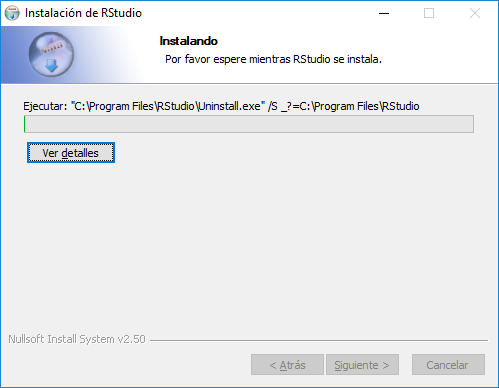 Instalación de RStudio
Instalando
Por favor espere mientras RStudio se instala.
Ejecutar: "C:\Program Files\RStudio\Uninstall.exe" /S _?=C:\Program Files\RStudio
Ver detalles
Nullsoft Install System v2.50
< Atrás
Siguiente >
Cancelar